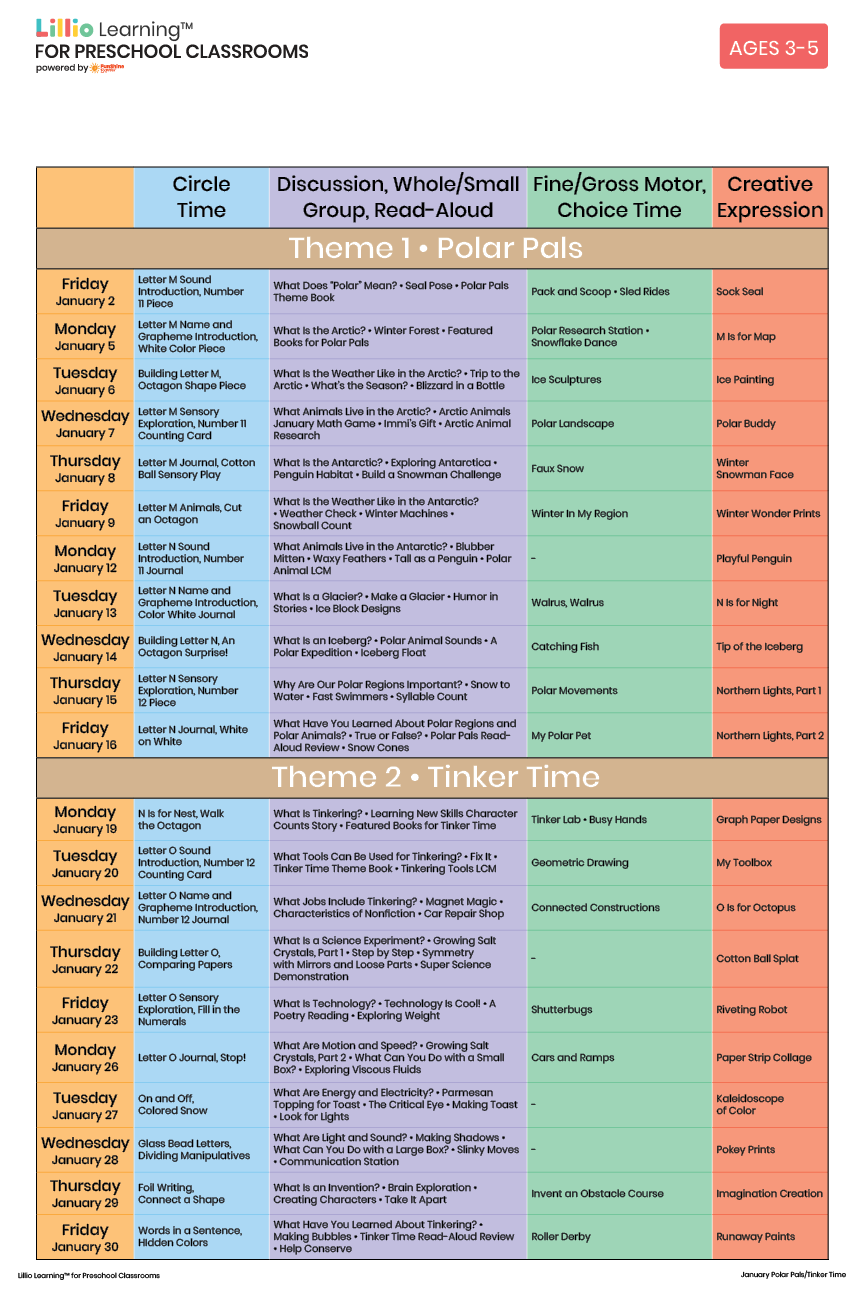 Lillio Learning™
FOR PRESCHOOL CLASSROOMS
powered by FunShine Express
AGES 3-5
Circle
Time
Discussion, Whole/Small
Group, Read-Aloud
Fine/Gross Motor,
Choice Time
Creative
Expression
Theme 1 • Polar Pals
Friday
January 2
Letter M Sound
Introduction, Number
11 Piece
What Does "Polar" Mean? • Seal Pose • Polar Pals
Theme Book
Pack and Scoop • Sled Rides
Sock Seal
Monday
January 5
Letter M Name and
Grapheme Introduction,
White Color Piece
What Is the Arctic? • Winter Forest • Featured
Books for Polar Pals
Polar Research Station •
Snowflake Dance
M Is for Map
Tuesday
January 6
Building Letter M,
Octagon Shape Piece
What Is the Weather Like in the Arctic? • Trip to the
Arctic • What's the Season? • Blizzard in a Bottle
Ice Sculptures
Ice Painting
Wednesday
January 7
Letter M Sensory
Exploration, Number 11
Counting Card
What Animals Live in the Arctic? • Arctic Animals
January Math Game • Immi's Gift • Arctic Animal
Research
Polar Landscape
Polar Buddy
Thursday
January 8
Letter M Journal, Cotton
Ball Sensory Play
What Is the Antarctic? • Exploring Antarctica •
Penguin Habitat • Build a Snowman Challenge
Faux Snow
Winter
Snowman Face
Friday
January 9
Letter M Animals, Cut
an Octagon
What Is the Weather Like in the Antarctic?
• Weather Check • Winter Machines •
Snowball Count
Winter In My Region
Winter Wonder Prints
Monday
January 12
Letter N Sound
Introduction, Number
11 Journal
What Animals Live in the Antarctic? • Blubber
Mitten • Waxy Feathers • Tall as a Penguin • Polar
Animal LCM
-
Playful Penguin
Tuesday
January 13
Letter N Name and
Grapheme Introduction,
Color White Journal
What Is a Glacier? • Make a Glacier • Humor in
Stories • Ice Block Designs
Walrus, Walrus
N Is for Night
Wednesday
January 14
Building Letter N, An
Octagon Surprise!
What Is an Iceberg? • Polar Animal Sounds • A
Polar Expedition • Iceberg Float
Catching Fish
Tip of the Iceberg
Thursday
January 15
Letter N Sensory
Exploration, Number
12 Piece
Why Are Our Polar Regions Important? • Snow to
Water • Fast Swimmers • Syllable Count
Polar Movements
Northern Lights, Part 1
Friday
January 16
Letter N Journal, White
on White
What Have You Learned About Polar Regions and
Polar Animals? • True or False? • Polar Pals Read-
Aloud Review • Snow Cones
My Polar Pet
Northern Lights, Part 2
Theme 2 • Tinker Time
Monday
January 19
N Is for Nest, Walk
the Octagon
What Is Tinkering? • Learning New Skills Character
Counts Story • Featured Books for Tinker Time
Tinker Lab • Busy Hands
Graph Paper Designs
Tuesday
January 20
Letter O Sound
Introduction, Number 12
Counting Card
What Tools Can Be Used for Tinkering? • Fix It •
Tinker Time Theme Book • Tinkering Tools LCM
Geometric Drawing
My Toolbox
Wednesday
January 21
Letter O Name and
Grapheme Introduction,
Number 12 Journal
What Jobs Include Tinkering? • Magnet Magic •
Characteristics of Nonfiction • Car Repair Shop
Connected Constructions
O Is for Octopus
Thursday
January 22
Building Letter O,
Comparing Papers
What Is a Science Experiment? • Growing Salt
Crystals, Part 1 • Step by Step • Symmetry
with Mirrors and Loose Parts • Super Science
Demonstration
-
Cotton Ball Splat
Friday
January 23
Letter O Sensory
Exploration, Fill in the
Numerals
What Is Technology? • Technology Is Cool! • A
Poetry Reading • Exploring Weight
Shutterbugs
Riveting Robot
Monday
January 26
Letter O Journal, Stop!
What Are Motion and Speed? • Growing Salt
Crystals, Part 2 • What Can You Do with a Small
Box? • Exploring Viscous Fluids
Cars and Ramps
Paper Strip Collage
Tuesday
January 27
On and Off,
Colored Snow
What Are Energy and Electricity? • Parmesan
Topping for Toast • The Critical Eye • Making Toast
• Look for Lights
-
Kaleidoscope
of Color
Wednesday
January 28
Glass Bead Letters,
Dividing Manipulatives
What Are Light and Sound? • Making Shadows •
What Can You Do with a Large Box? • Slinky Moves
• Communication Station
-
Pokey Prints
Thursday
January 29
Foil Writing,
Connect a Shape
What Is an Invention? • Brain Exploration •
Creating Characters • Take It Apart
Invent an Obstacle Course
Imagination Creation
Friday
January 30
Words in a Sentence,
Hidden Colors
What Have You Learned About Tinkering? •
Making Bubbles • Tinker Time Read-Aloud Review
• Help Conserve
Roller Derby
Runaway Paints
Lillio Learning™ for Preschool Classrooms
January Polar Pals/Tinker Time